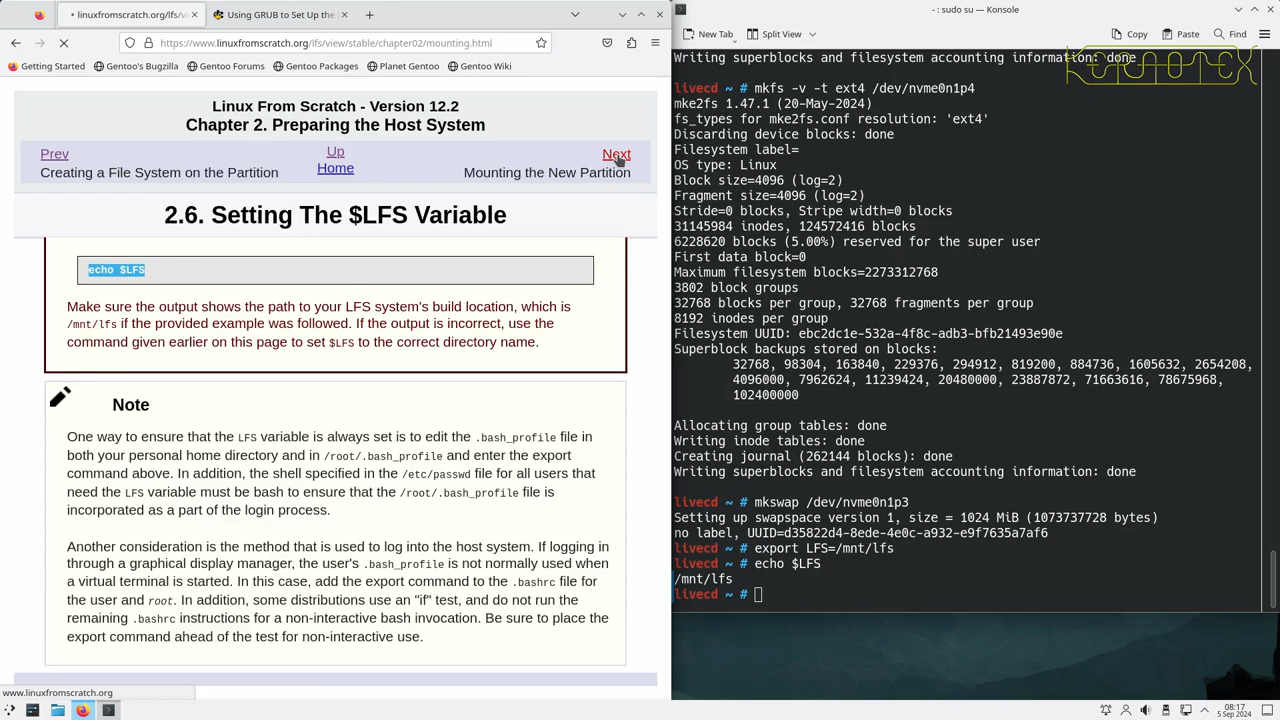 linuxfromscratch.org/lfs/v
Using GRUB to Set Up the
https://www.linuxfromscratch.org/lfs/view/stable/chapter02/mounting.html
Getting Started
Gentoo's Bugzilla
Gentoo Forums
Gentoo Packages
Planet Gentoo
Gentoo Wiki
Linux From Scratch - Version 12.2
Chapter 2. Preparing the Host System
Prev
Up
Next
Creating a File System on the Partition
Home
Mounting the New Partition
2.6. Setting The $LFS Variable
echo $LFS
Make sure the output shows the path to your LFS system's build location, which is
/mnt/lfs if the provided example was followed. If the output is incorrect, use the
command given earlier on this page to set $LFS to the correct directory name.
Note
One way to ensure that the LFS variable is always set is to edit the .bash_profile file in
both your personal home directory and in /root/.bash_profile and enter the export
command above. In addition, the shell specified in the /etc/passwd file for all users that
need the LFS variable must be bash to ensure that the /root/.bash_profile file is
incorporated as a part of the login process.
Another consideration is the method that is used to log into the host system. If logging in
through a graphical display manager, the user's .bash_profile is not normally used when
a virtual terminal is started. In this case, add the export command to the .bashrc file for
the user and root. In addition, some distributions use an "if" test, and do not run the
remaining .bashrc instructions for a non-interactive bash invocation. Be sure to place the
export command ahead of the test for non-interactive use.
www.linuxfromscratch.org
- : sudo su — Konsole
New Tab
Split View
Copy
Paste
Find
KERNOTEX
Writing superblocks and filesystem accounting information: done
livecd ~ # mkfs -v -t ext4 /dev/nvme0n1p4
mke2fs 1.47.1 (20-May-2024)
fs_types for mke2fs.conf resolution: 'ext4'
Discarding device blocks: done
Filesystem label=
OS type: Linux
Block size=4096 (log=2)
Fragment size=4096 (log=2)
Stride=0 blocks, Stripe width=0 blocks
31145984 inodes, 124572416 blocks
6228620 blocks (5.00%) reserved for the super user
First data block=0
Maximum filesystem blocks=2273312768
3802 block groups
32768 blocks per group, 32768 fragments per group
8192 inodes per group
Filesystem UUID: ebc2dc1e-532a-4f8c-adb3-bfb21493e90e
Superblock backups stored on blocks:
32768, 98304, 163840, 229376, 294912, 819200, 884736, 1605632, 2654208,
4096000, 7962624, 11239424, 20480000, 23887872, 71663616, 78675968,
102400000
Allocating group tables: done
Writing inode tables: done
Creating journal (262144 blocks): done
Writing superblocks and filesystem accounting information: done
livecd ~ # mkswap /dev/nvme0n1p3
Setting up swapspace version 1, size = 1024 MiB (1073737728 bytes)
no label, UUID=d35822d4-8ede-4e0c-a932-e9f7635a7af6
livecd ~ # export LFS=/mnt/lfs
livecd ~ # echo $LFS
/mnt/lfs
livecd ~ #
08:17
5 Sep 2024